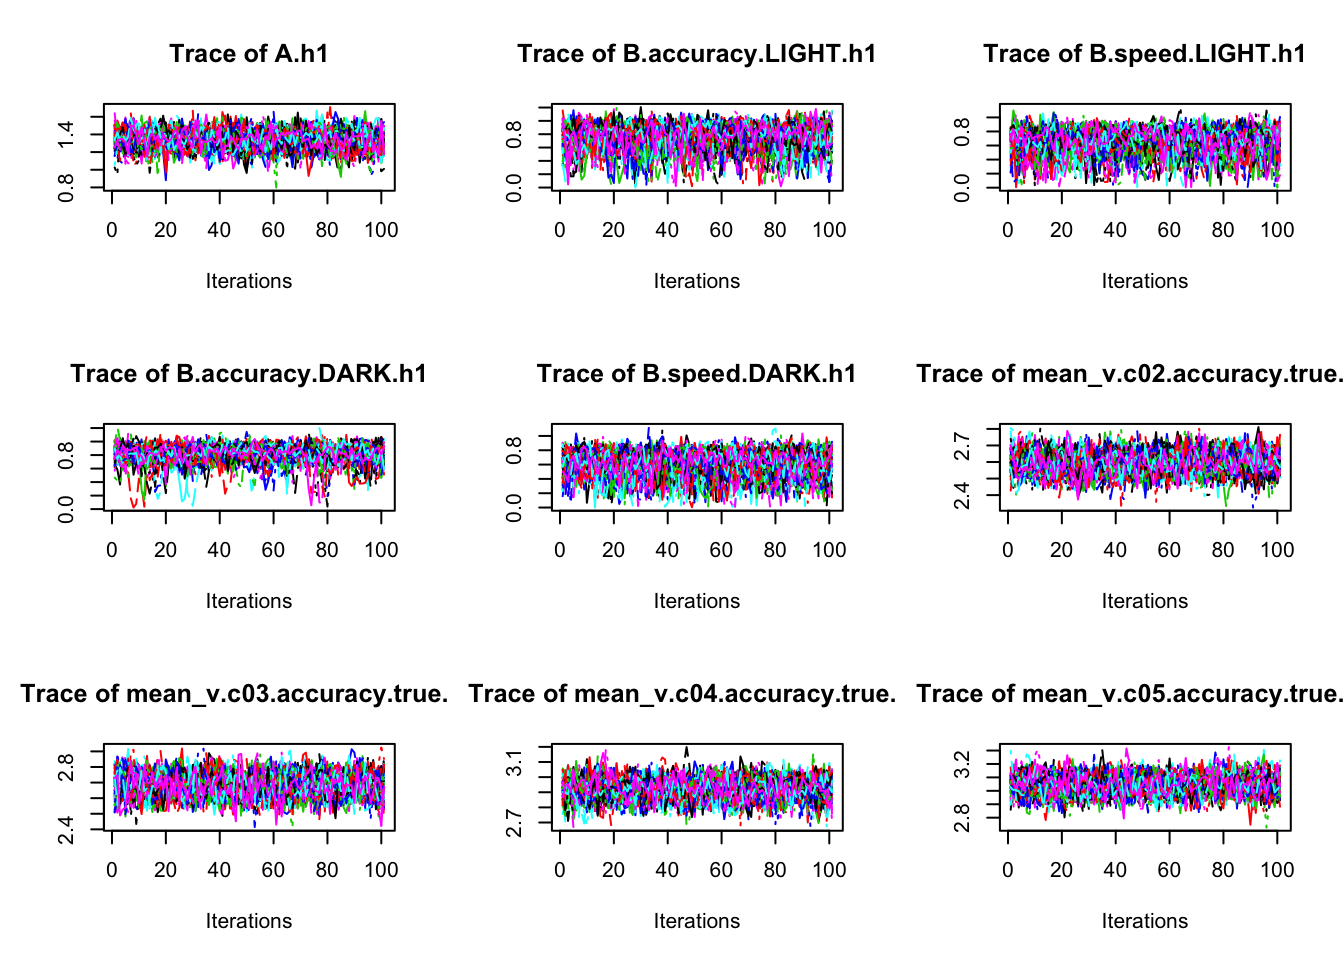 Trace of A.h1
0.8 1.4
0 20 40 60 80 100
Iterations
Trace of B.accuracy.LIGHT.h1
0.0 0.8
0 20 40 60 80 100
Iterations
Trace of B.speed.LIGHT.h1
0.0 0.8
0 20 40 60 80 100
Iterations
Trace of B.accuracy.DARK.h1
0.0 0.8
0 20 40 60 80 100
Iterations
Trace of B.speed.DARK.h1
0.0 0.8
0 20 40 60 80 100
Iterations
Trace of mean_v.c02.accuracy.true.
2.4 2.7
0 20 40 60 80 100
Iterations
Trace of mean_v.c03.accuracy.true.
2.4 2.8
0 20 40 60 80 100
Iterations
Trace of mean_v.c04.accuracy.true.
2.7 3.1
0 20 40 60 80 100
Iterations
Trace of mean_v.c05.accuracy.true.
2.8 3.2
0 20 40 60 80 100
Iterations